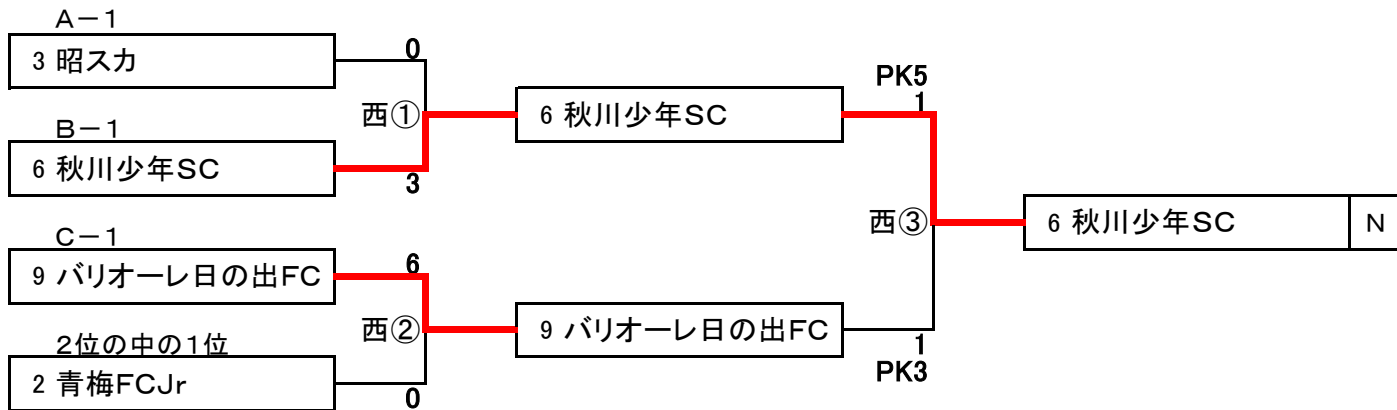 A－1
3 昭スカ
0
西①
B－1
6 秋川少年SC
3
6 秋川少年SC
PK5
1
C－1
9 バリオーレ日の出FC
6
西②
2位の中の1位
2 青梅FCJr
0
9 バリオーレ日の出FC
1
PK3
西③
6 秋川少年SC
N